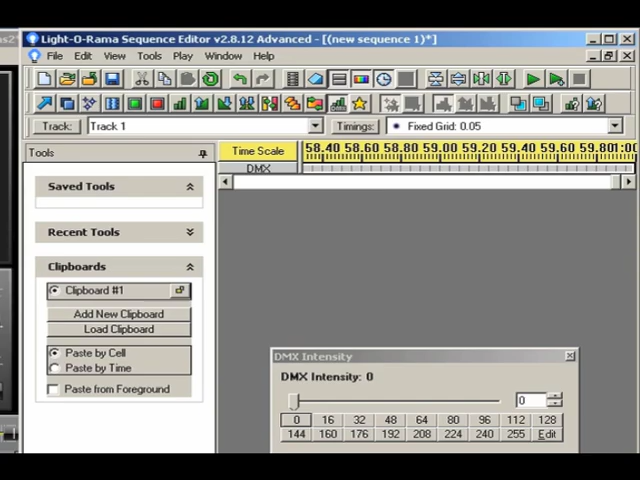 Light-O-Rama Sequence Editor v2.8.12 Advanced - [(new sequence 1)*]
File Edit View Tools Play Window Help
Track: Track 1 Timings: Fixed Grid: 0.05
Tools
Time Scale 58.40 58.60 58.80 59.00 59.20 59.40 59.60 59.80 1:00
DMX
Saved Tools
Recent Tools
Clipboards
Clipboard #1
Add New Clipboard
Load Clipboard
Paste by Cell
Paste by Time
Paste from Foreground
DMX Intensity
DMX Intensity: 0
0
0 16 32 48 64 80 96 112 128
144 160 176 192 208 224 240 255 Edit